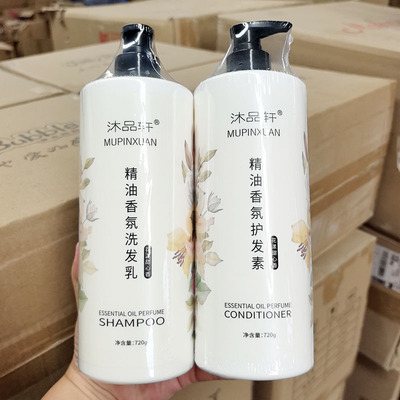 沐品轩®
MUPINXUAN
精油香氛洗发乳
ESSENTIAL OIL PERFUME
SHAMPOO
净含量:720g
沐品轩®
MUPINXUAN
精油香氛护发素
ESSENTIAL OIL PERFUME
CONDITIONER
净含量:720g